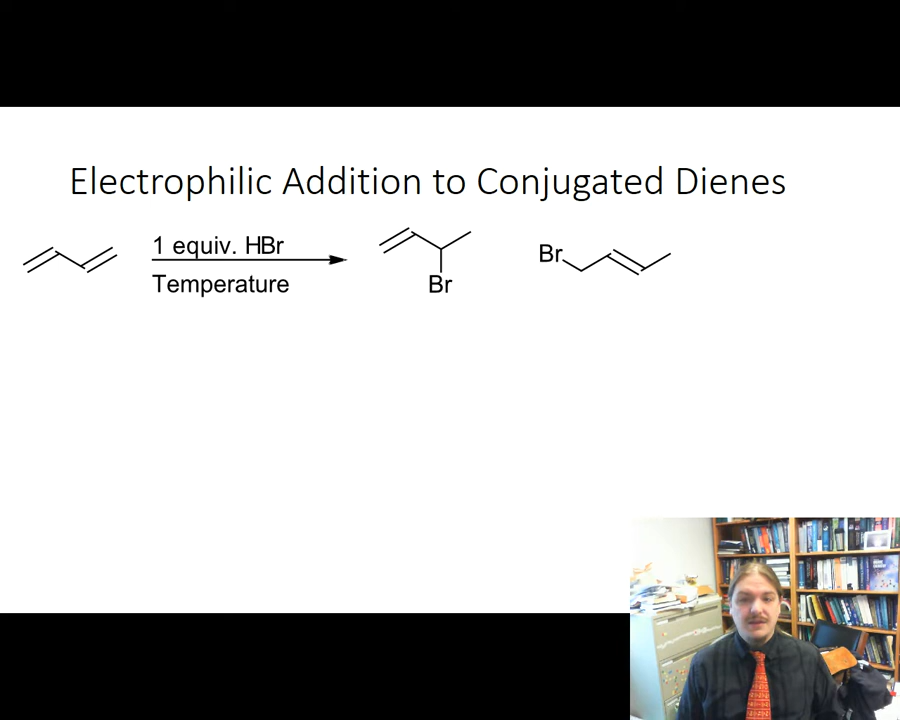 Electrophilic Addition to Conjugated Dienes
1 equiv. HBr
Temperature
Br
Br